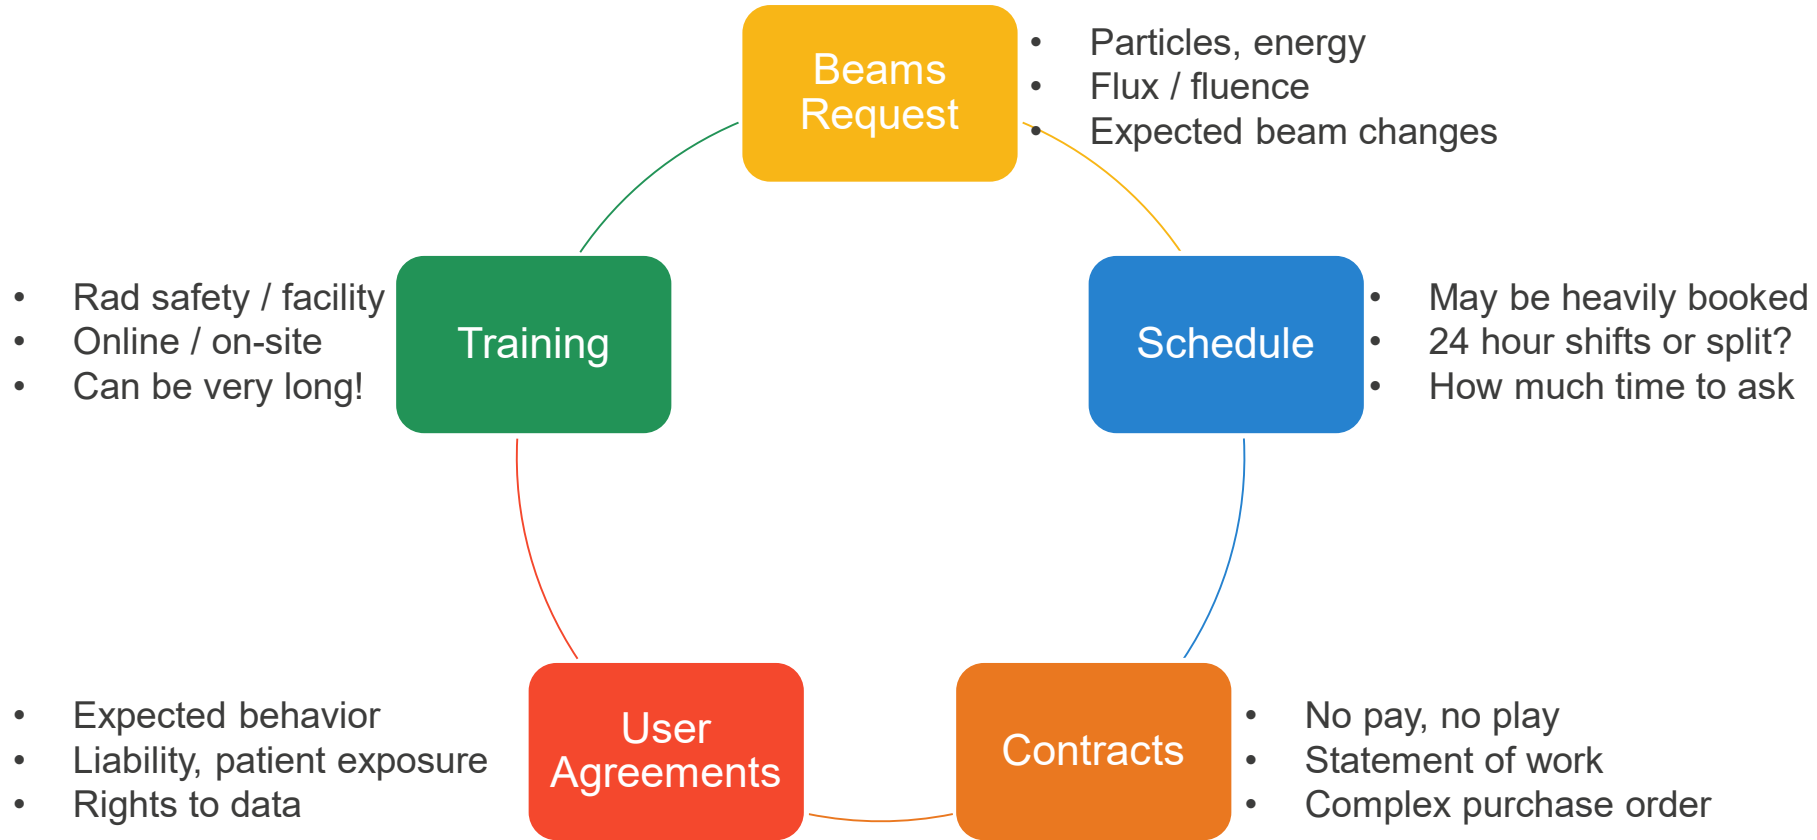 Beams
Request
• Particles, energy
• Flux / fluence
• Expected beam changes
• Rad safety / facility
• Online / on-site
• Can be very long!
Training
Schedule
• May be heavily booked
• 24 hour shifts or split?
• How much time to ask
• Expected behavior
• Liability, patient exposure
• Rights to data
User
Agreements
Contracts
• No pay, no play
• Statement of work
• Complex purchase order